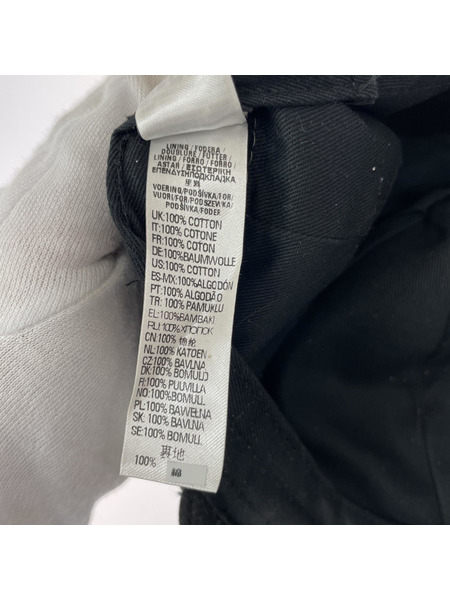 LINING / FODERA /
DOUBLURE / FUTTER /
LINING / FORRO / FORRO /
ASTAR / ΕΣΩΤΕΡΙΚΗ
ΕΠΕΝΔΥΣΗ/ПОДКЛАДКА
VOERING/PODŠÍVKA/FOR/
VUORI/FOR/PODSZEWKA/
PODŠÍVKA/FODER
UK:100% COTTON
IT:100% COTONE
FR:100% COTON
DE:100%BAUMWOLLE
US:100% COTTON
ES-MX:100%ALGODÓN
PT:100% ALGODÃO
TR: 100% PAMUKLU
EL:100%BAMBAKI
RU:100%ХЛОПОК
CN:100%
NL:100% KATOEN
CZ:100% BAVLNA
DK:100% BOMULD
FI:100% PUUVILLA
NO:100% BOMULL
PL:100% BAWEŁNA
SK: 100% BAVLNA
SE:100% BOMULL
裏地
100% 綿